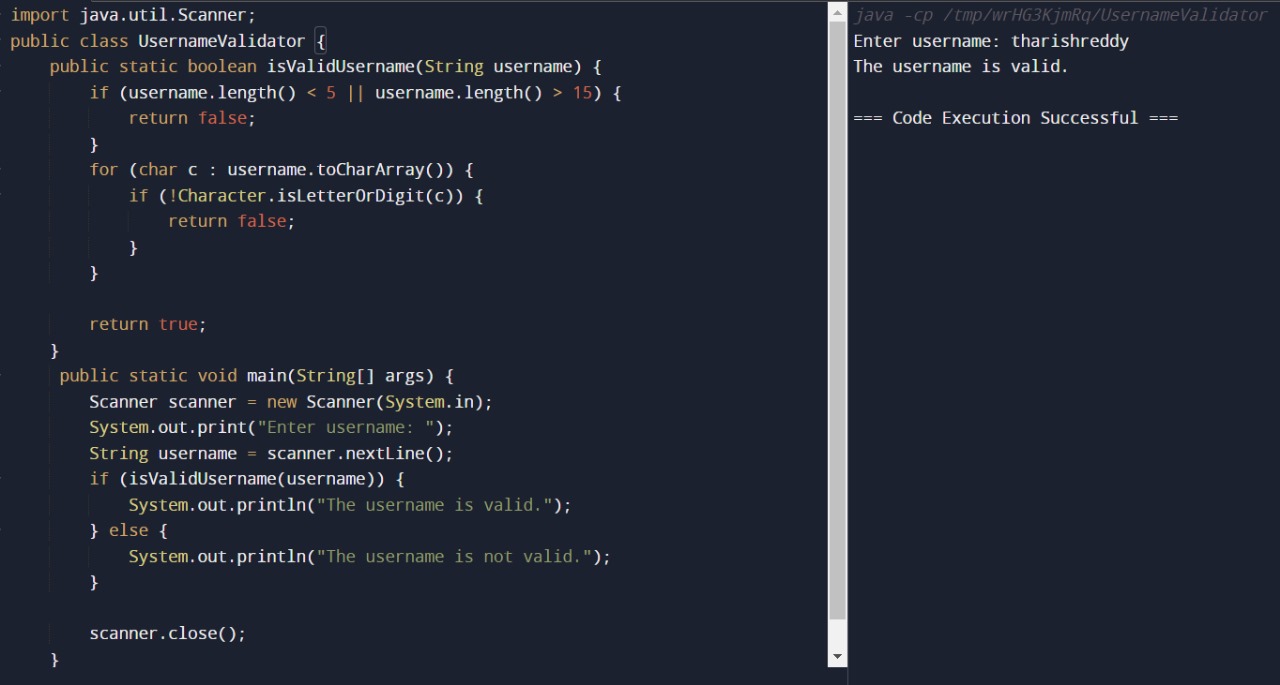 import java.util.Scanner;
public class UsernameValidator {
    public static boolean isValidUsername(String username) {
        if (username.length() < 5 || username.length() > 15) {
            return false;
        }
        for (char c : username.toCharArray()) {
            if (!Character.isLetterOrDigit(c)) {
                return false;
            }
        }

        return true;
    }
     public static void main(String[] args) {
        Scanner scanner = new Scanner(System.in);
        System.out.print("Enter username: ");
        String username = scanner.nextLine();
        if (isValidUsername(username)) {
            System.out.println("The username is valid.");
        } else {
            System.out.println("The username is not valid.");
        }

        scanner.close();
    }
java -cp /tmp/wrHG3KjmRq/UsernameValidator
Enter username: tharishreddy
The username is valid.

=== Code Execution Successful ===